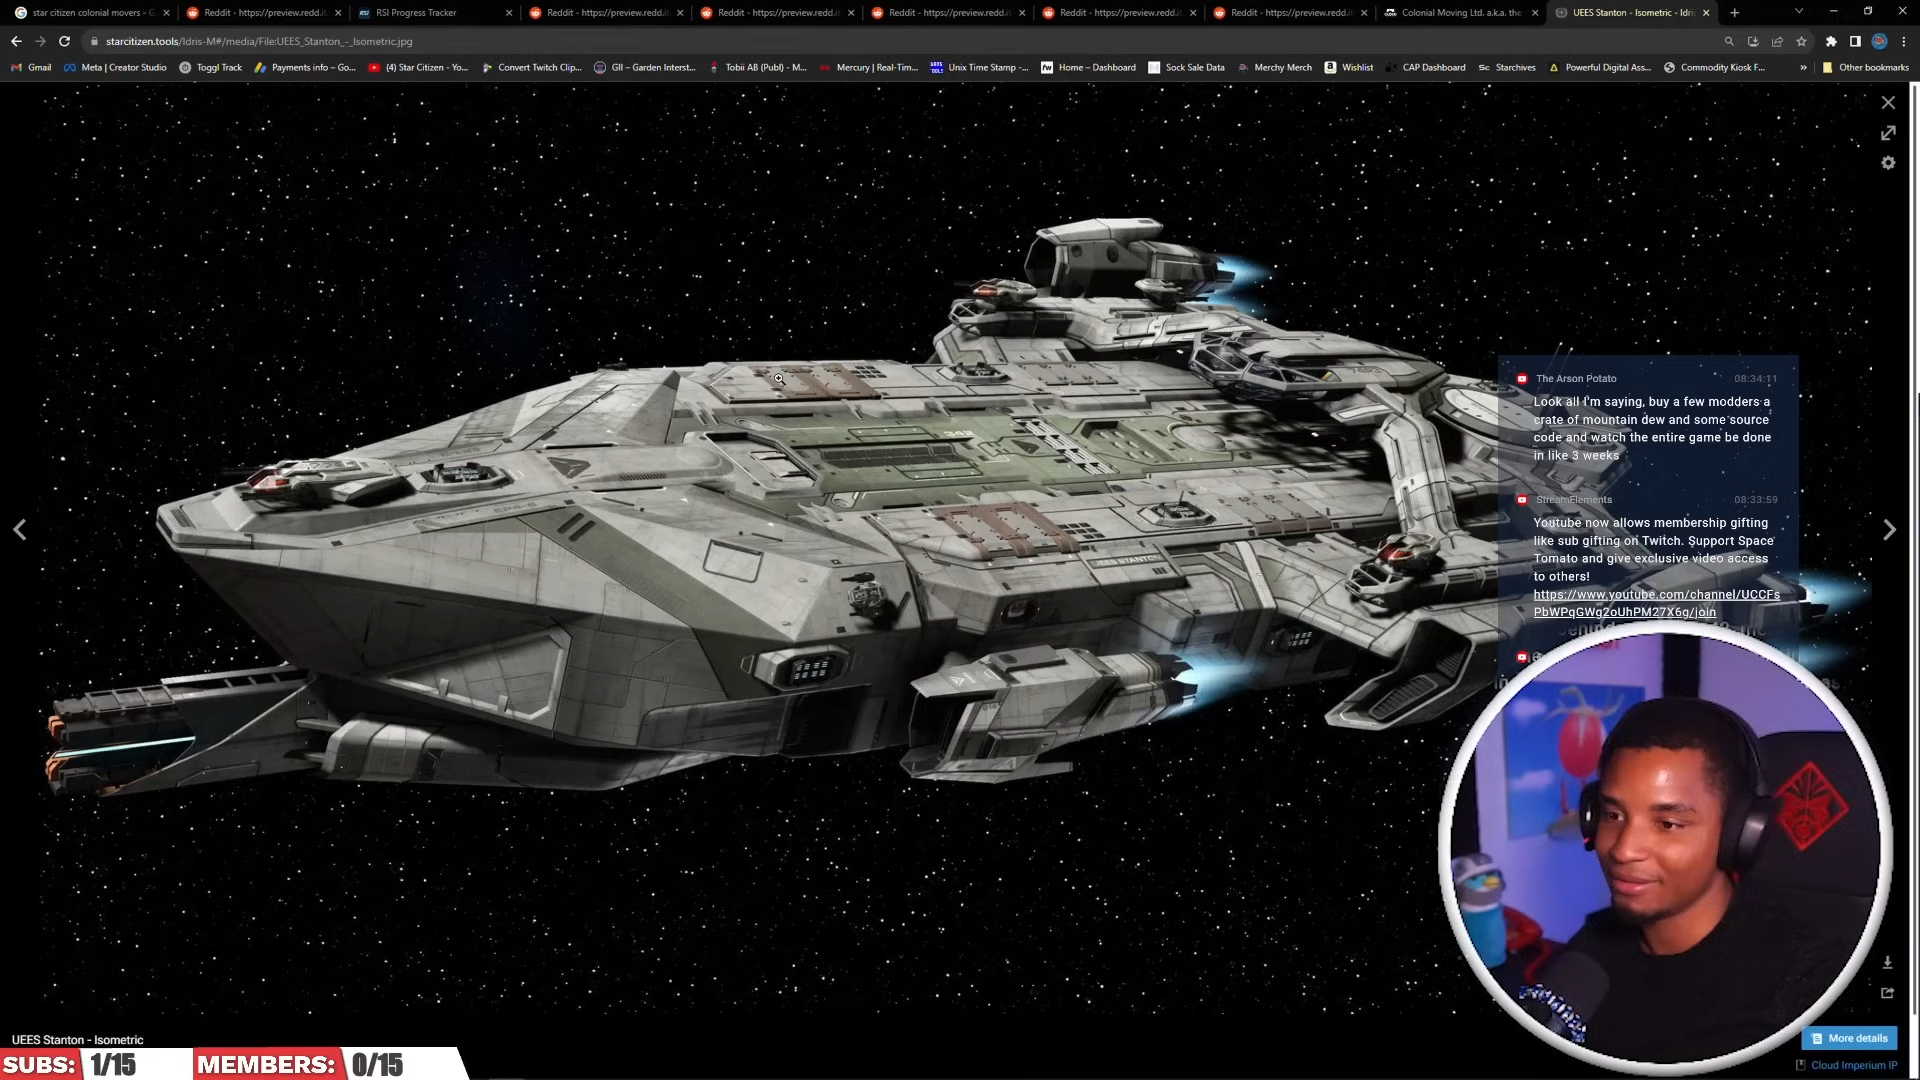 star citizen colonial movers - G
Reddit - https://preview.redd.it
RSI Progress Tracker
Reddit - https://preview.redd.i
Reddit - https://preview.redd.i
Reddit - https://preview.redd.i
Reddit - https://preview.redd.i
Reddit - https://preview.redd.i
Colonial Moving Ltd. a.k.a. the
UEES Stanton - Isometric - Idri
starcitizen.tools/Idris-M#/media/File:UEES_Stanton_-_Isometric.jpg
Gmail
Meta | Creator Studio
Toggl Track
Payments info – Go...
(4) Star Citizen - Yo...
Convert Twitch Clip...
GII – Garden Interst...
Tobii AB (Publ) - M...
Mercury | Real-Tim...
Unix Time Stamp -...
Home – Dashboard
Sock Sale Data
Merchy Merch
Wishlist
CAP Dashboard
Starchives
Powerful Digital Ass...
Commodity Kiosk F...
Other bookmarks
342
UEES STANTON
The Arson Potato 08:34:11
Look all I'm saying, buy a few modders a
crate of mountain dew and some source
code and watch the entire game be done
in like 3 weeks
StreamElements 08:33:59
Youtube now allows membership gifting
like sub gifting on Twitch. Support Space
Tomato and give exclusive video access
to others!
https://www.youtube.com/channel/UCCFs
PbWPqGWg2oUhPM27X6g/join
UEES Stanton - Isometric
More details
Cloud Imperium IP
SUBS: 1/15
MEMBERS: 0/15